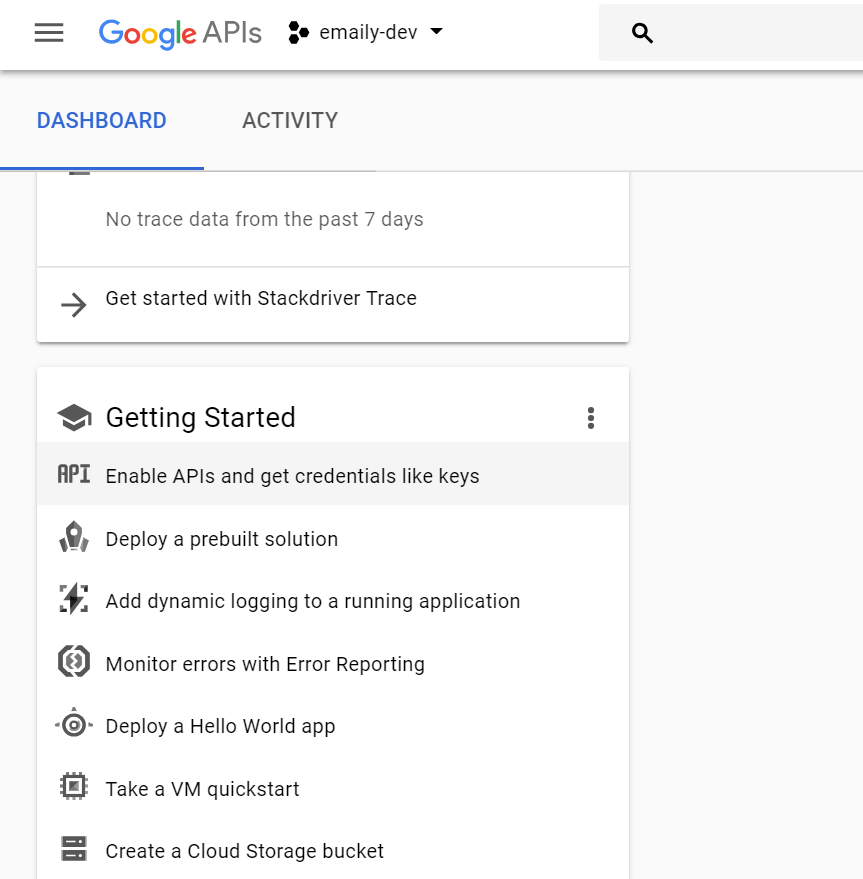 Google APIs
emaily-dev
DASHBOARD
ACTIVITY
No trace data from the past 7 days
Get started with Stackdriver Trace
Getting Started
API
Enable APIs and get credentials like keys
Deploy a prebuilt solution
Add dynamic logging to a running application
Monitor errors with Error Reporting
Deploy a Hello World app
Take a VM quickstart
Create a Cloud Storage bucket